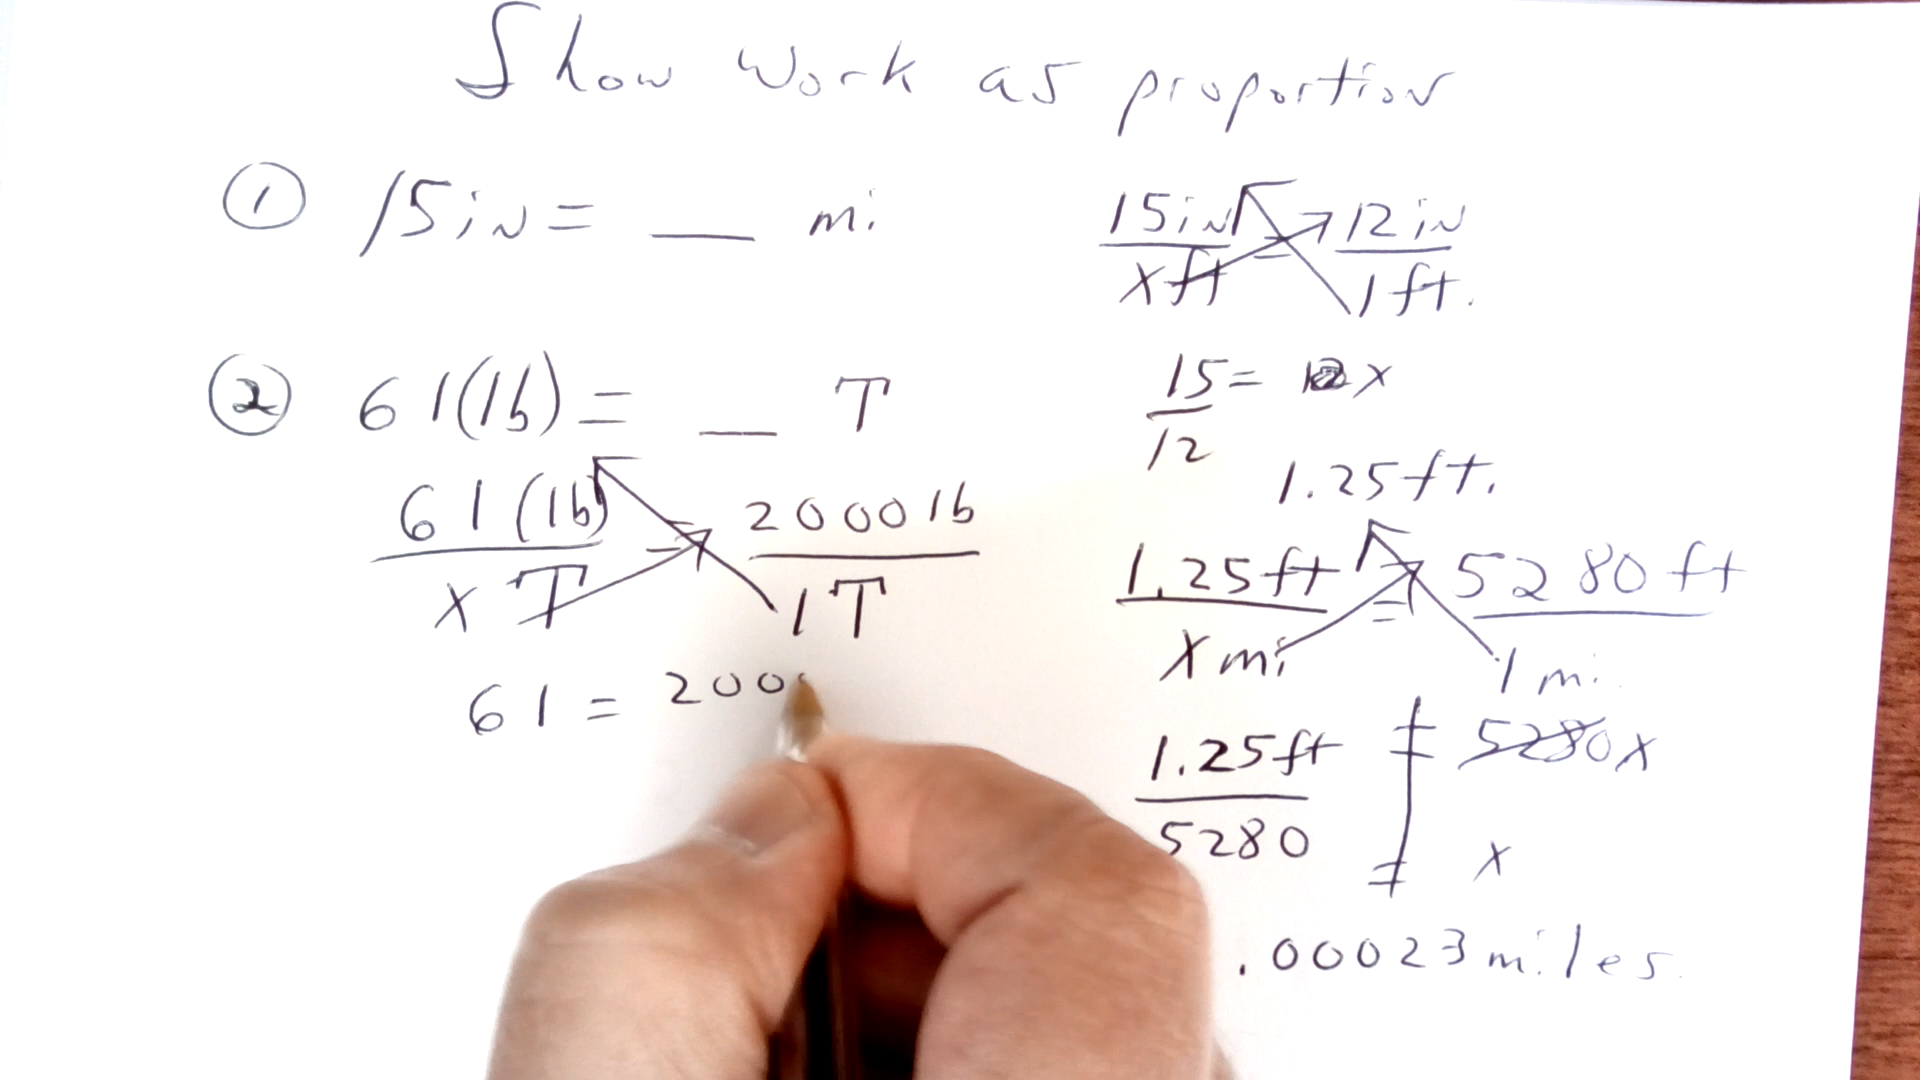 Show work as proportion
① 15in = __ mi
② 61(lb) = __ T
61(lb) = 2000lb
x T 1T
61 = 200
15in = 12in
xft 1ft.
15 = 12x
12
1.25ft.
1.25ft = 5280ft
x mi 1mi.
1.25ft = 5280x
5280 = x
.00023miles.